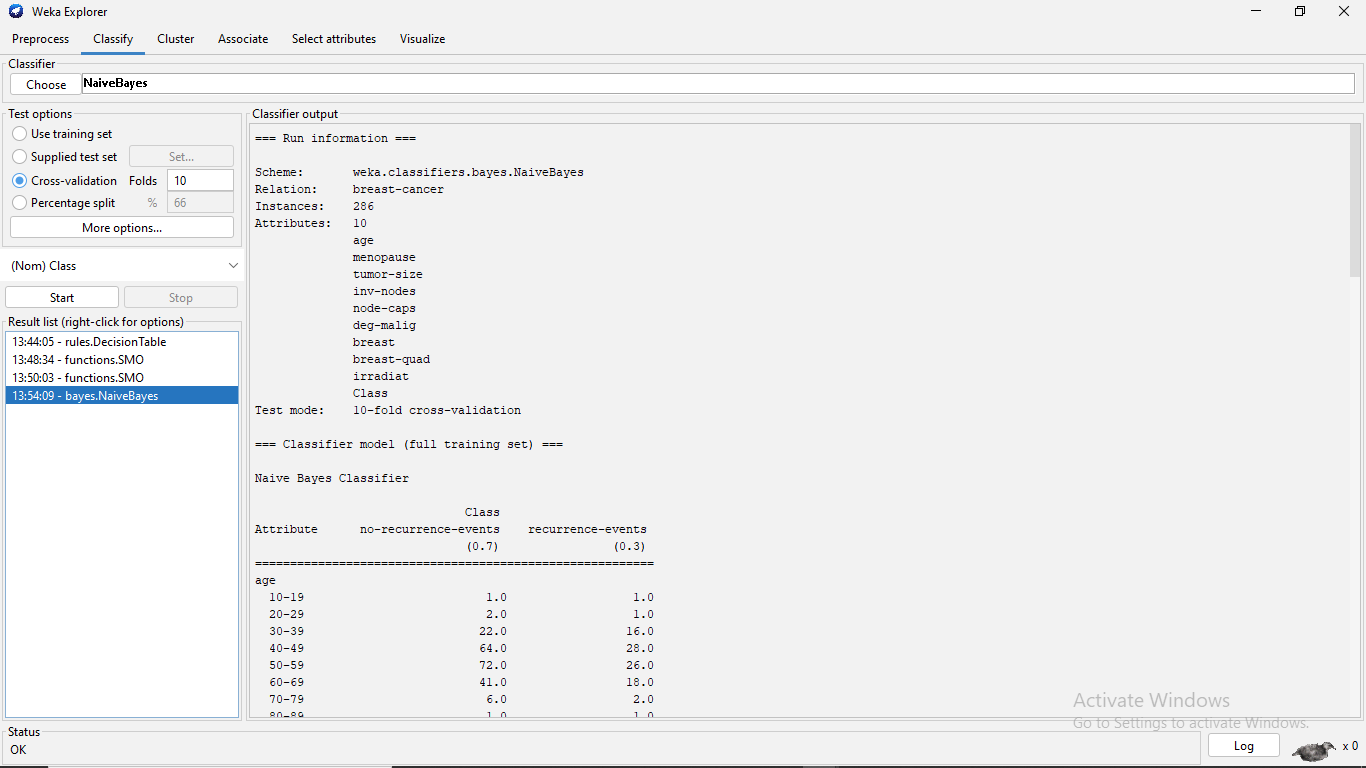 Weka Explorer
Preprocess Classify Cluster Associate Select attributes Visualize
Classifier
Choose NaiveBayes
Test options
Use training set
Supplied test set Set...
Cross-validation Folds 10
Percentage split % 66
More options...
(Nom) Class
Start Stop
Result list (right-click for options)
13:44:05 - rules.DecisionTable
13:48:34 - functions.SMO
13:50:03 - functions.SMO
13:54:09 - bayes.NaiveBayes
Classifier output
=== Run information ===
Scheme: weka.classifiers.bayes.NaiveBayes
Relation: breast-cancer
Instances: 286
Attributes: 10
age
menopause
tumor-size
inv-nodes
node-caps
deg-malig
breast
breast-quad
irradiat
Class
Test mode: 10-fold cross-validation
=== Classifier model (full training set) ===
Naive Bayes Classifier
Class
Attribute no-recurrence-events recurrence-events
(0.7) (0.3)
=========================================================
age
10-19 1.0 1.0
20-29 2.0 1.0
30-39 22.0 16.0
40-49 64.0 28.0
50-59 72.0 26.0
60-69 41.0 18.0
70-79 6.0 2.0
80-89 1.0 1.0
Activate Windows
Go to Settings to activate Windows.
Status
OK
Log x 0